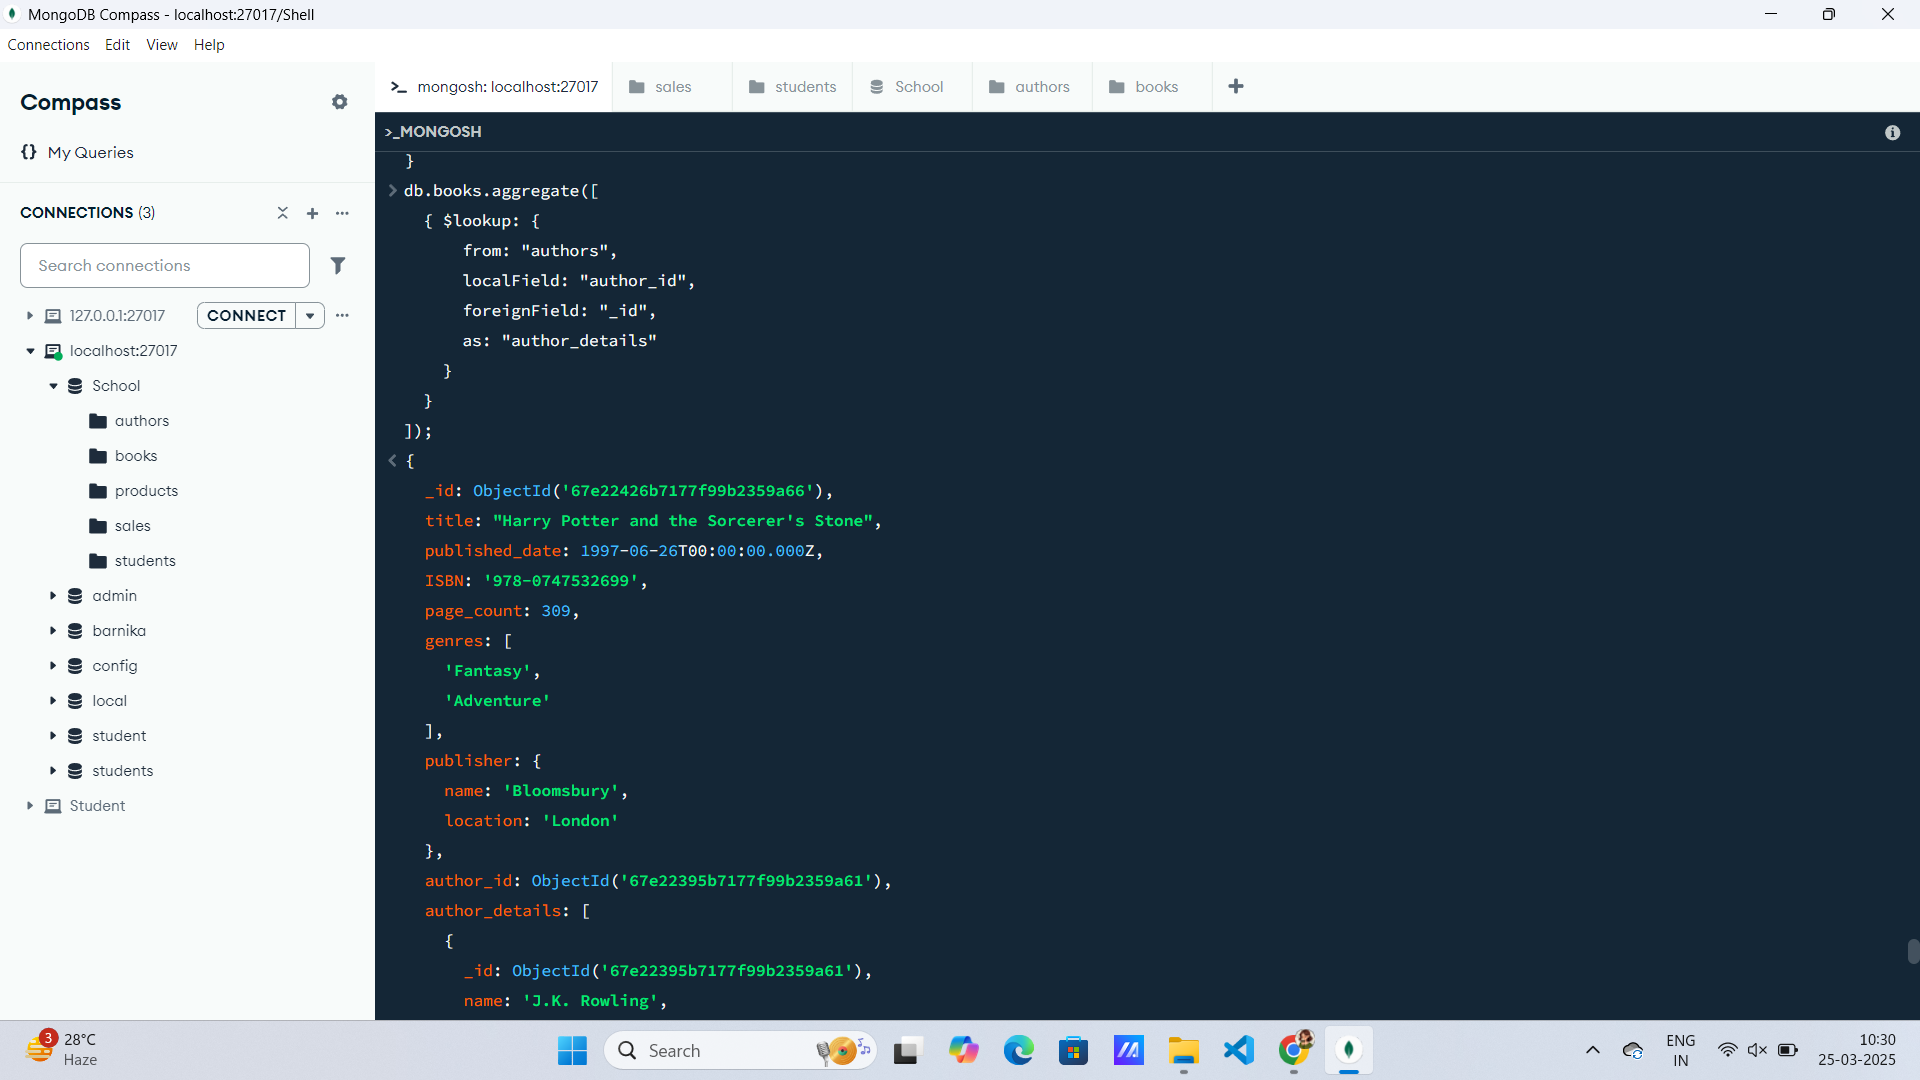 MongoDB Compass - localhost:27017/Shell
Connections Edit View Help
Compass
{} My Queries
CONNECTIONS (3)
Search connections
127.0.0.1:27017 CONNECT
localhost:27017
School
authors
books
products
sales
students
admin
barnika
config
local
student
students
Student
>_ mongosh: localhost:27017 sales students School authors books +
>_MONGOSH
}
> db.books.aggregate([
{ $lookup: {
from: "authors",
localField: "author_id",
foreignField: "_id",
as: "author_details"
}
}
]);
< {
_id: ObjectId('67e22426b7177f99b2359a66'),
title: "Harry Potter and the Sorcerer's Stone",
published_date: 1997-06-26T00:00:00.000Z,
ISBN: '978-0747532699',
page_count: 309,
genres: [
'Fantasy',
'Adventure'
],
publisher: {
name: 'Bloomsbury',
location: 'London'
},
author_id: ObjectId('67e22395b7177f99b2359a61'),
author_details: [
{
_id: ObjectId('67e22395b7177f99b2359a61'),
name: 'J.K. Rowling',
3
28°C
Haze
Search
ENG
IN
10:30
25-03-2025